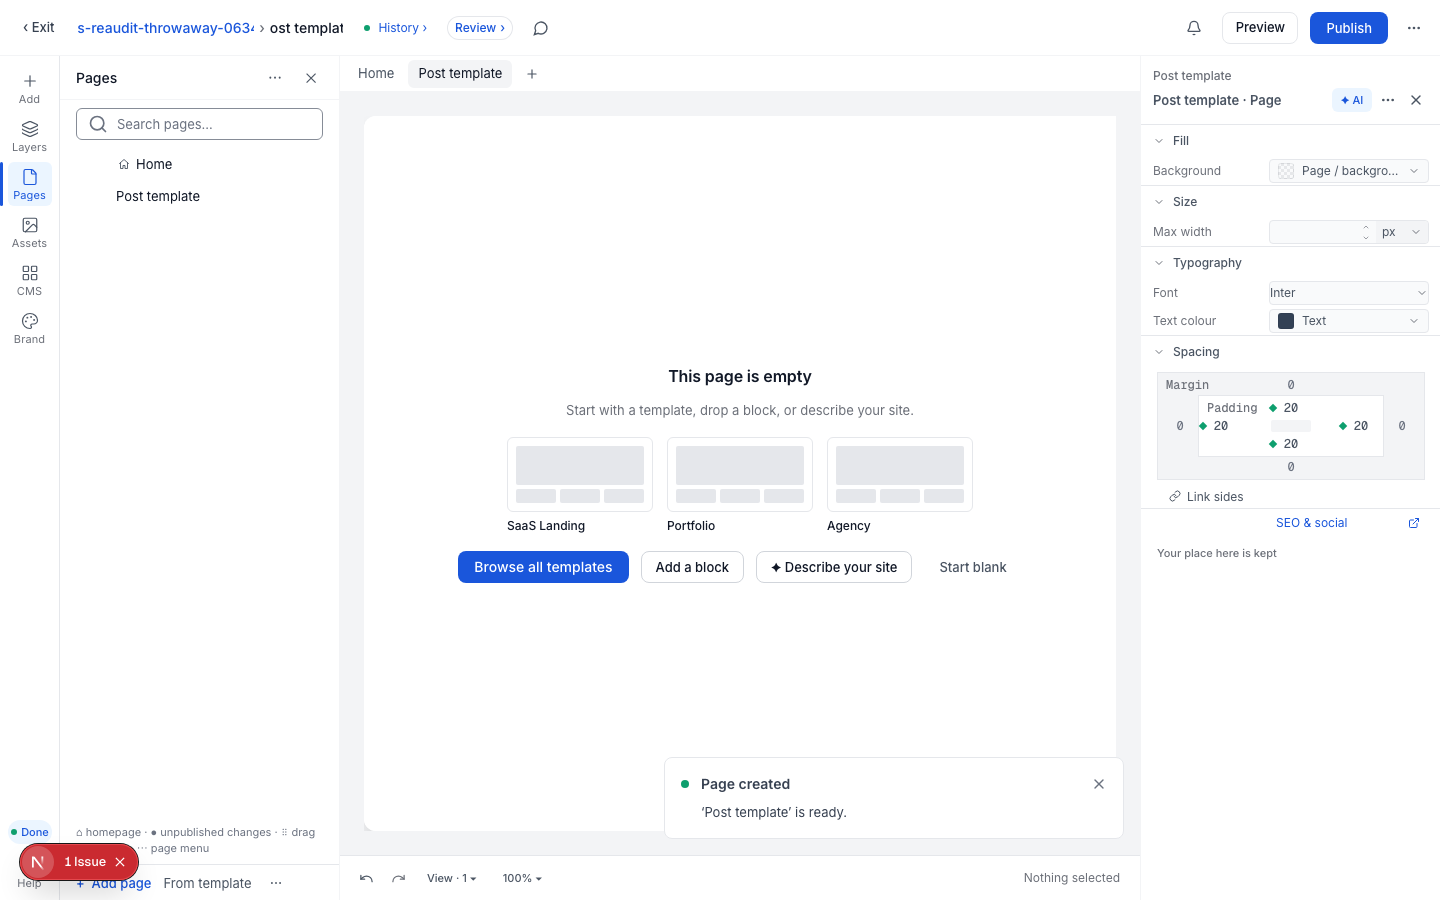 ‹ Exit
s-reaudit-throwaway-0634 › ost templat
History ›
Review ›
Preview
Publish
Add
Layers
Pages
Assets
CMS
Brand
Done
Help
Pages
Search pages...
Home
Post template
⌂ homepage · ● unpublished changes · ⠿ drag
··· page menu
1 Issue
+ Add page
From template
Home
Post template
This page is empty
Start with a template, drop a block, or describe your site.
SaaS Landing
Portfolio
Agency
Browse all templates
Add a block
✦ Describe your site
Start blank
Page created
‘Post template’ is ready.
View · 1
100%
Nothing selected
Post template
Post template · Page
✦ AI
Fill
Background
Page / backgro...
Size
Max width
px
Typography
Font
Inter
Text colour
Text
Spacing
Margin
0
Padding
20
0
20
20
0
20
0
Link sides
SEO & social
Your place here is kept